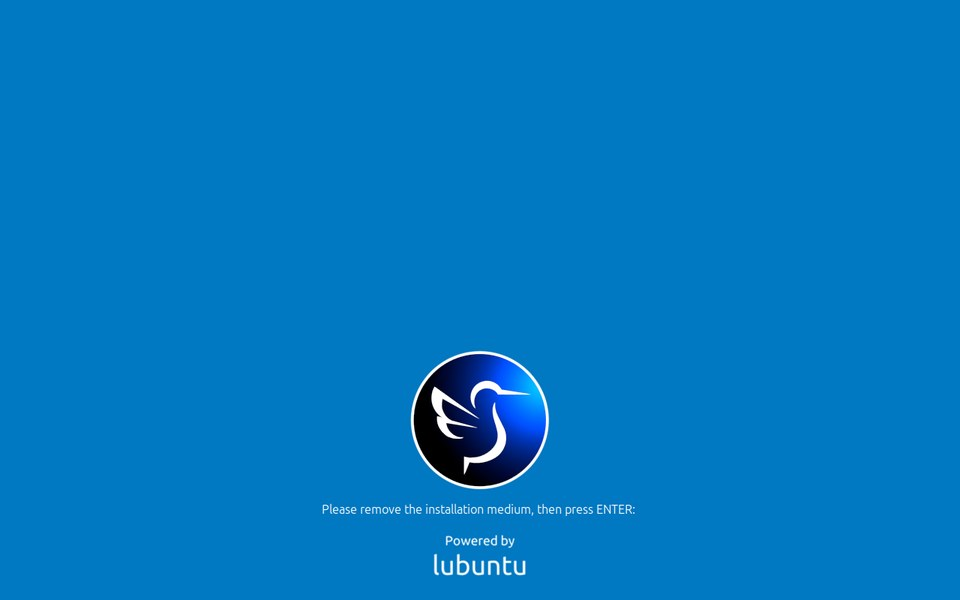 Please remove the installation medium, then press ENTER:
Powered by
lubuntu